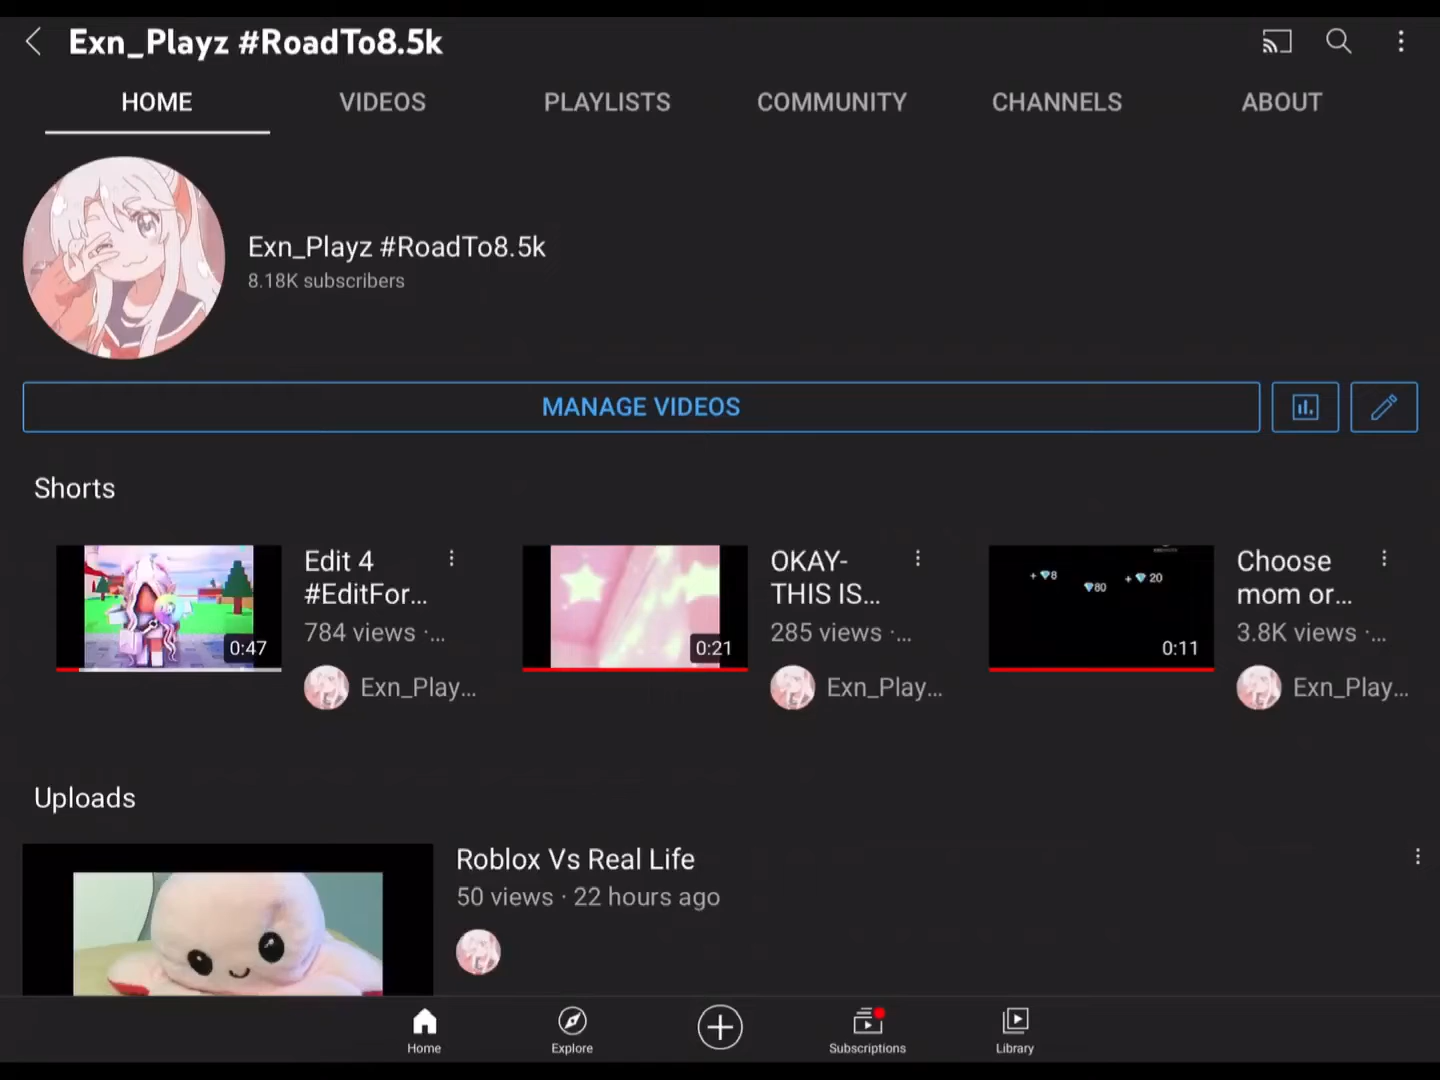 Exn_Playz #RoadTo8.5k
HOME VIDEOS PLAYLISTS COMMUNITY CHANNELS ABOUT
Exn_Playz #RoadTo8.5k
8.18K subscribers
MANAGE VIDEOS
Shorts
Edit 4
#EditFor...
784 views ·...
0:47
Exn_Play...
OKAY-
THIS IS...
285 views ·...
0:21
Exn_Play...
+ 8
80
+ 20
Choose
mom or...
3.8K views ·...
0:11
Exn_Play...
Uploads
Roblox Vs Real Life
50 views · 22 hours ago
Home Explore Subscriptions Library